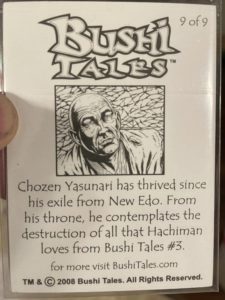 9 of 9
BUSHI
TALES™
Chozen Yasunari has thrived since
his exile from New Edo. From
his throne, he contemplates the
destruction of all that Hachiman
loves from Bushi Tales #3.
for more visit BushiTales.com
TM & © 2008 Bushi Tales. All Rights Reserved.